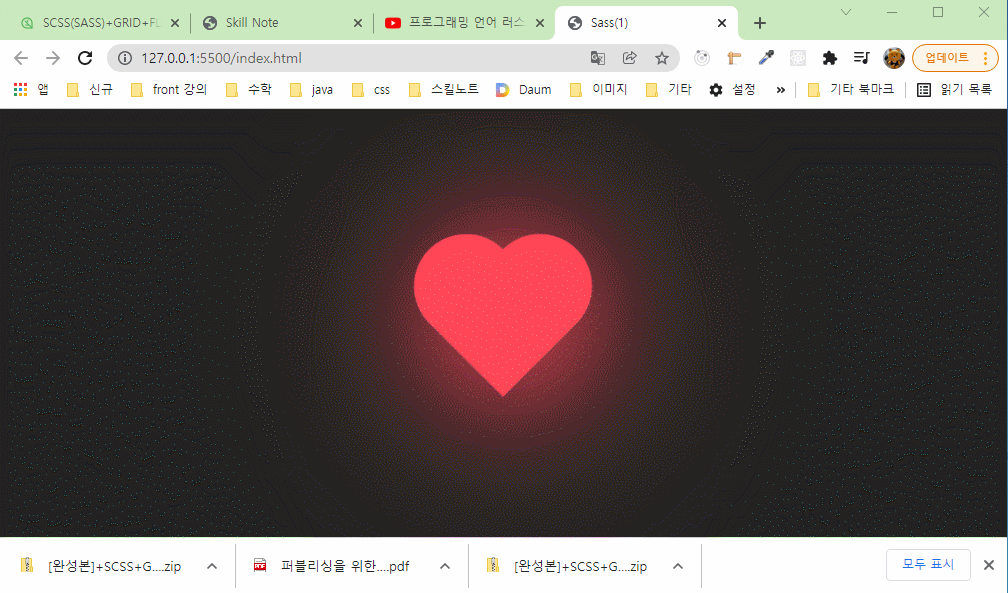 SCSS(SASS)+GRID+FL
Skill Note
프로그래밍 언어 러스
Sass(1)
127.0.0.1:5500/index.html
업데이트
앱 신규 front 강의 수학 java css 스킬노트 Daum 이미지 기타 설정 » 기타 북마크 읽기 목록
[완성본]+SCSS+G....zip
퍼블리싱을 위한....pdf
[완성본]+SCSS+G....zip
모두 표시